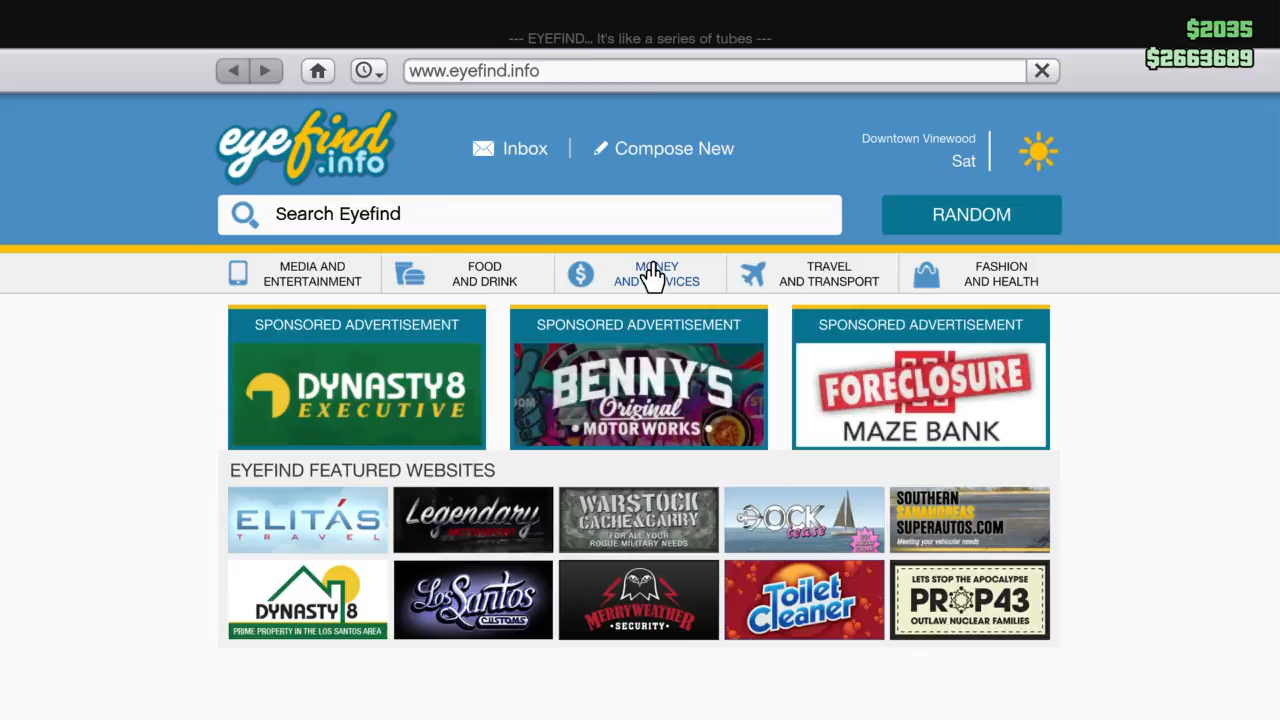 --- EYEFIND... It's like a series of tubes ---
$2035
$2663689
www.eyefind.info
eyefind
.info
Inbox
Compose New
Downtown Vinewood
Sat
Search Eyefind
RANDOM
MEDIA AND
ENTERTAINMENT
FOOD
AND DRINK
MONEY
AND SERVICES
TRAVEL
AND TRANSPORT
FASHION
AND HEALTH
SPONSORED ADVERTISEMENT
DYNASTY8
EXECUTIVE
SPONSORED ADVERTISEMENT
BENNY'S
Original
MOTOR WORKS
SPONSORED ADVERTISEMENT
FORECLOSURE
MAZE BANK
EYEFIND FEATURED WEBSITES
ELITÁS
TRAVEL
Legendary
MOTORSPORT
WARSTOCK
CACHE & CARRY
FOR ALL YOUR
ROGUE MILITARY NEEDS
DOCK
tease
SOUTHERN
SANANDREAS
SUPERAUTOS.COM
Meeting your vehicular needs
DYNASTY 8
PRIME PROPERTY IN THE LOS SANTOS AREA
Los Santos
CUSTOMS
MERRYWEATHER
SECURITY
Toilet
Cleaner
LETS STOP THE APOCALYPSE
PROP43
OUTLAW NUCLEAR FAMILIES